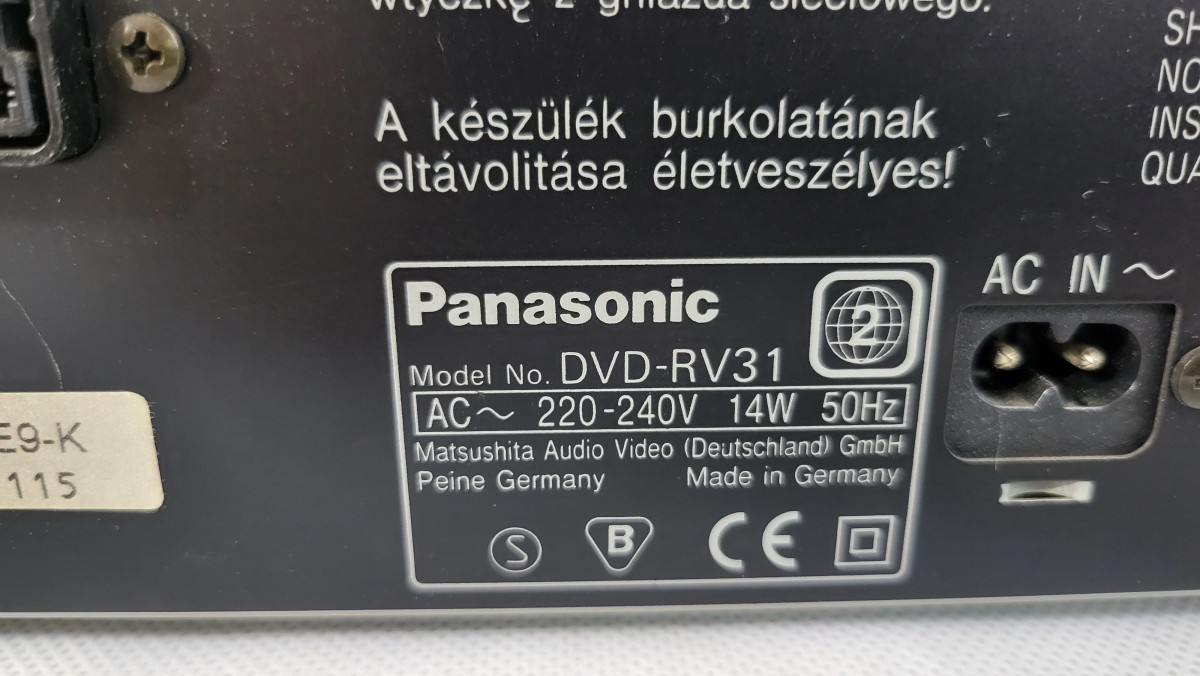 wtyczkę z gniazda sieciowego.
A készülék burkolatának
eltávolitása életveszélyes!
SH
NO
INS
QUA
AC IN ~
Panasonic
2
Model No. DVD-RV31
AC~ 220-240V 14W 50Hz
Matsushita Audio Video (Deutschland) GmbH
Peine Germany Made in Germany
S B CE
E9-K
115